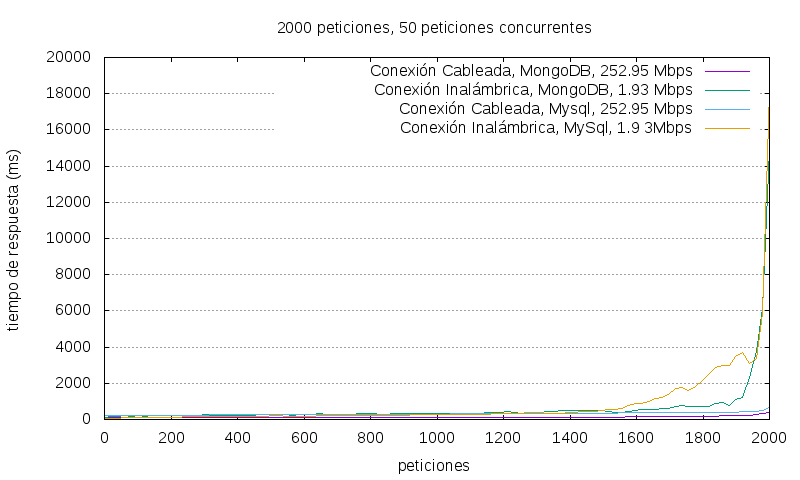 2000 peticiones, 50 peticiones concurrentes
20000
18000
16000
14000
12000
10000
8000
6000
4000
2000
0
tiempo de respuesta (ms)
Conexión Cableada, MongoDB, 252.95 Mbps
Conexión Inalámbrica, MongoDB, 1.93 Mbps
Conexión Cableada, Mysql, 252.95 Mbps
Conexión Inalámbrica, MySql, 1.9 3Mbps
0 200 400 600 800 1000 1200 1400 1600 1800 2000
peticiones